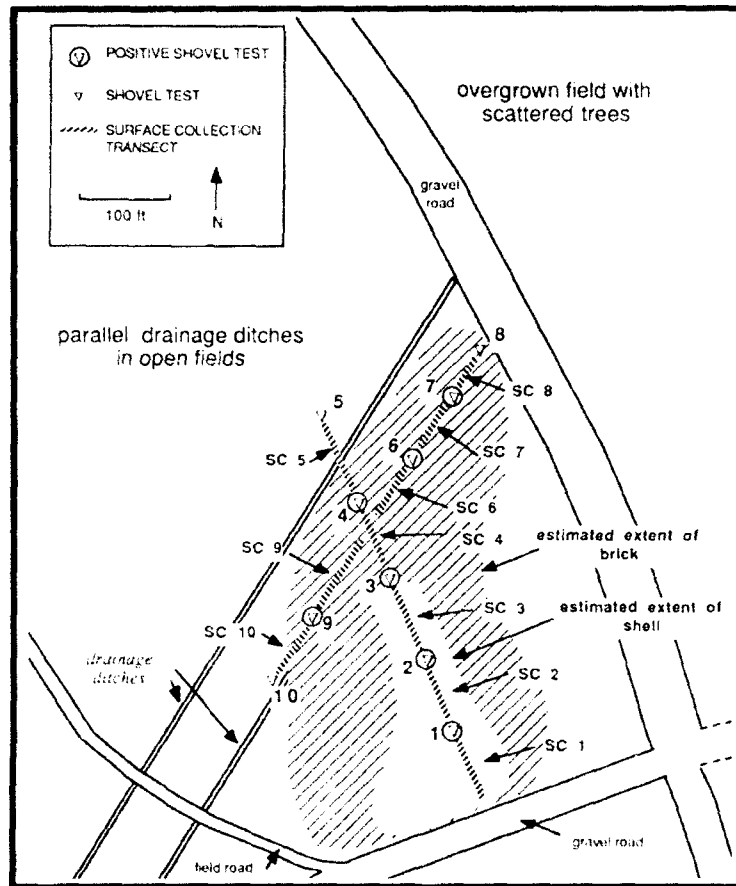 POSITIVE SHOVEL TEST
SHOVEL TEST
SURFACE COLLECTION
TRANSECT
100 ft
N
overgrown field with
scattered trees
gravel
road
parallel drainage ditches
in open fields
8
7
SC 8
5
SC 7
6
SC 5
SC 6
4
SC 4
estimated extent of
brick
SC 9
3
SC 3
estimated extent of
shell
9
SC 10
drainage
ditches
2
SC 2
10
1
SC 1
gravel road
field road